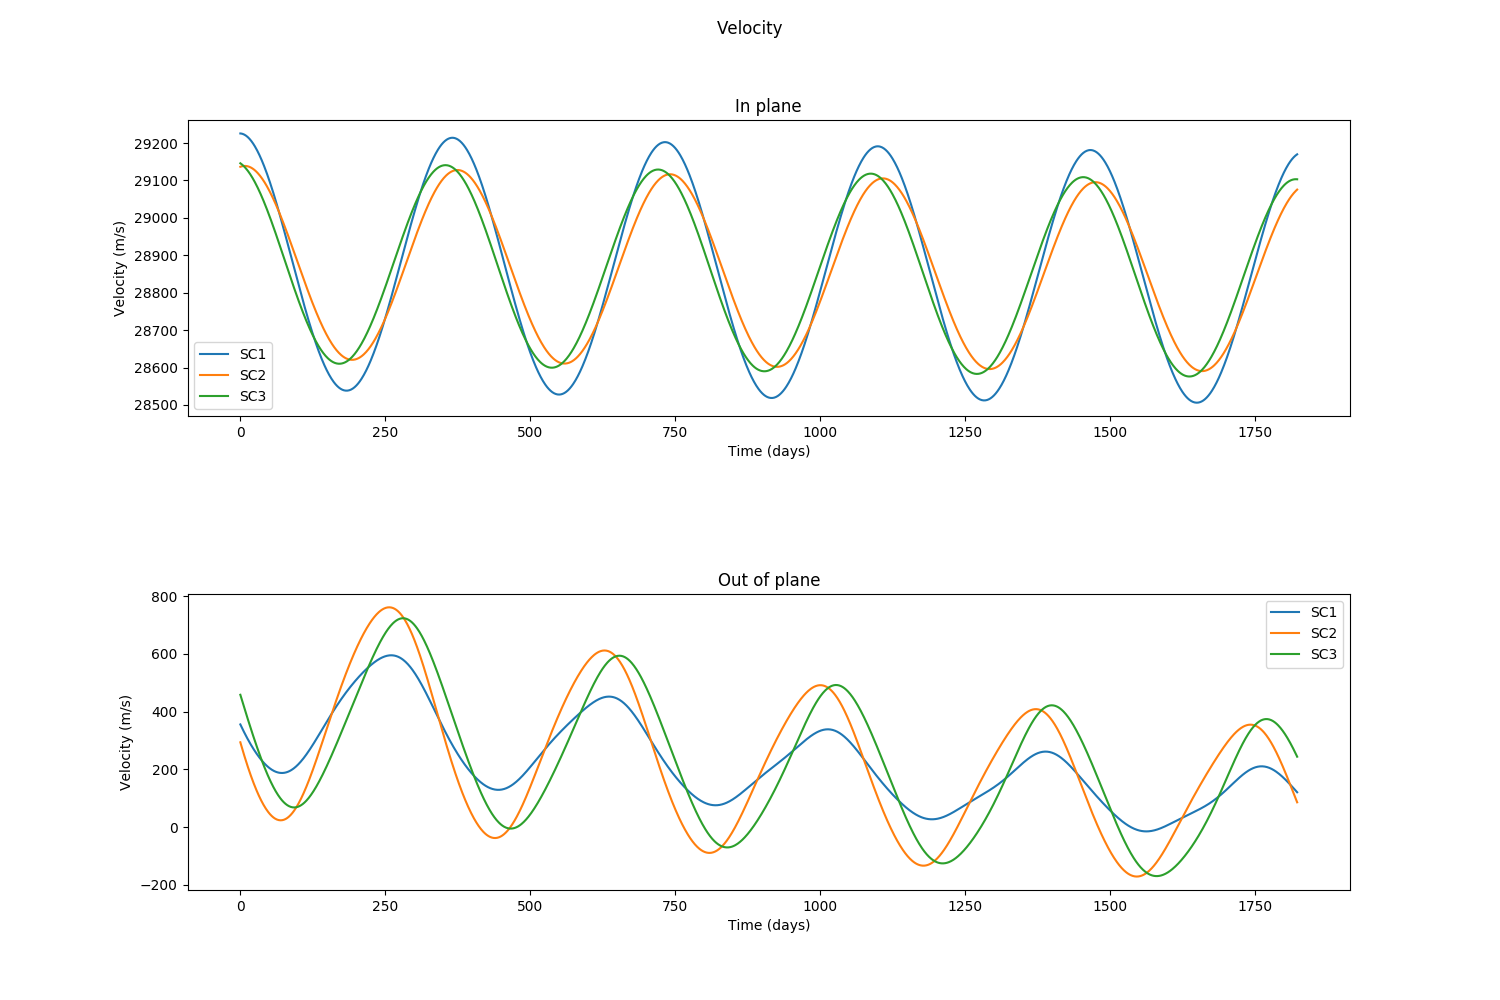 Velocity
In plane
29200
29100
29000
28900
28800
28700
28600
28500
Velocity (m/s)
SC1
SC2
SC3
0 250 500 750 1000 1250 1500 1750
Time (days)
Out of plane
800
600
400
200
0
−200
Velocity (m/s)
SC1
SC2
SC3
0 250 500 750 1000 1250 1500 1750
Time (days)